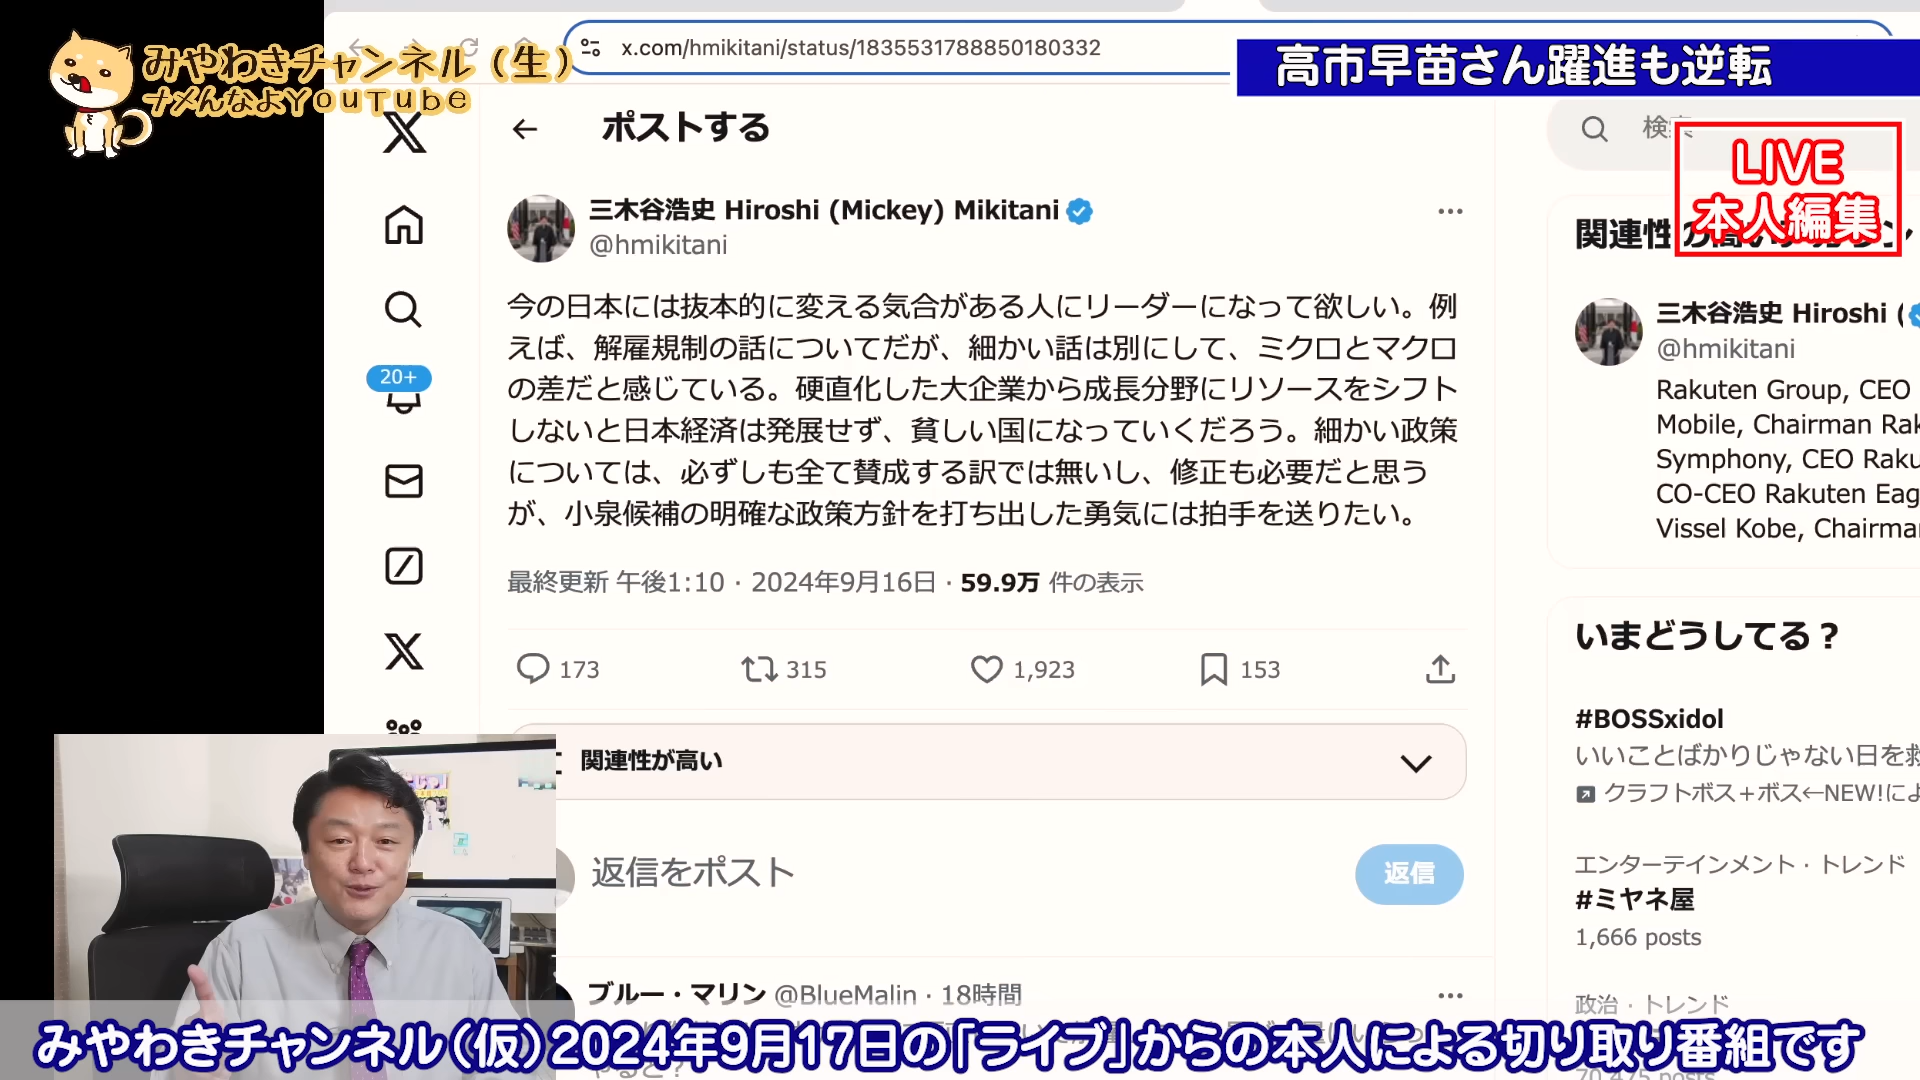 みやわきチャンネル（生）
ナメんなよYouTube
x.com/hmikitani/status/1835531788850180332
高市早苗さん躍進も逆転
LIVE
本人編集
ポストする
検索
三木谷浩史 Hiroshi (Mickey) Mikitani
@hmikitani
今の日本には抜本的に変える気合がある人にリーダーになって欲しい。例
えば、解雇規制の話についてだが、細かい話は別にして、ミクロとマクロ
の差だと感じている。硬直化した大企業から成長分野にリソースをシフト
しないと日本経済は発展せず、貧しい国になっていくだろう。細かい政策
については、必ずしも全て賛成する訳では無いし、修正も必要だと思う
が、小泉候補の明確な政策方針を打ち出した勇気には拍手を送りたい。
最終更新 午後1:10 · 2024年9月16日 · 59.9万 件の表示
173 315 1,923 153
20+
関連性が高い
返信をポスト
返信
ブルー・マリン @BlueMalin · 18時間
関連性の高い
三木谷浩史 Hiroshi (
@hmikitani
Rakuten Group, CEO
Mobile, Chairman Rak
Symphony, CEO Raku
CO-CEO Rakuten Eag
Vissel Kobe, Chairma
いまどうしてる？
#BOSSxidol
いいことばかりじゃない日を救
クラフトボス＋ボス←NEW!によ
エンターテインメント · トレンド
#ミヤネ屋
1,666 posts
政治 · トレンド
70,475 posts
みやわきチャンネル（仮）2024年9月17日の「ライブ」からの本人による切り取り番組です